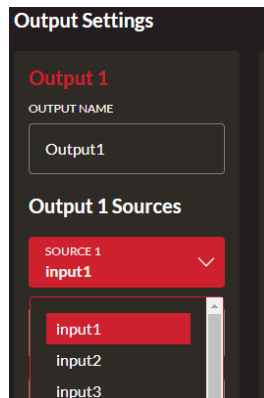 Output Settings
Output 1
OUTPUT NAME
Output1
Output 1 Sources
SOURCE 1
input1
input1
input2
input3